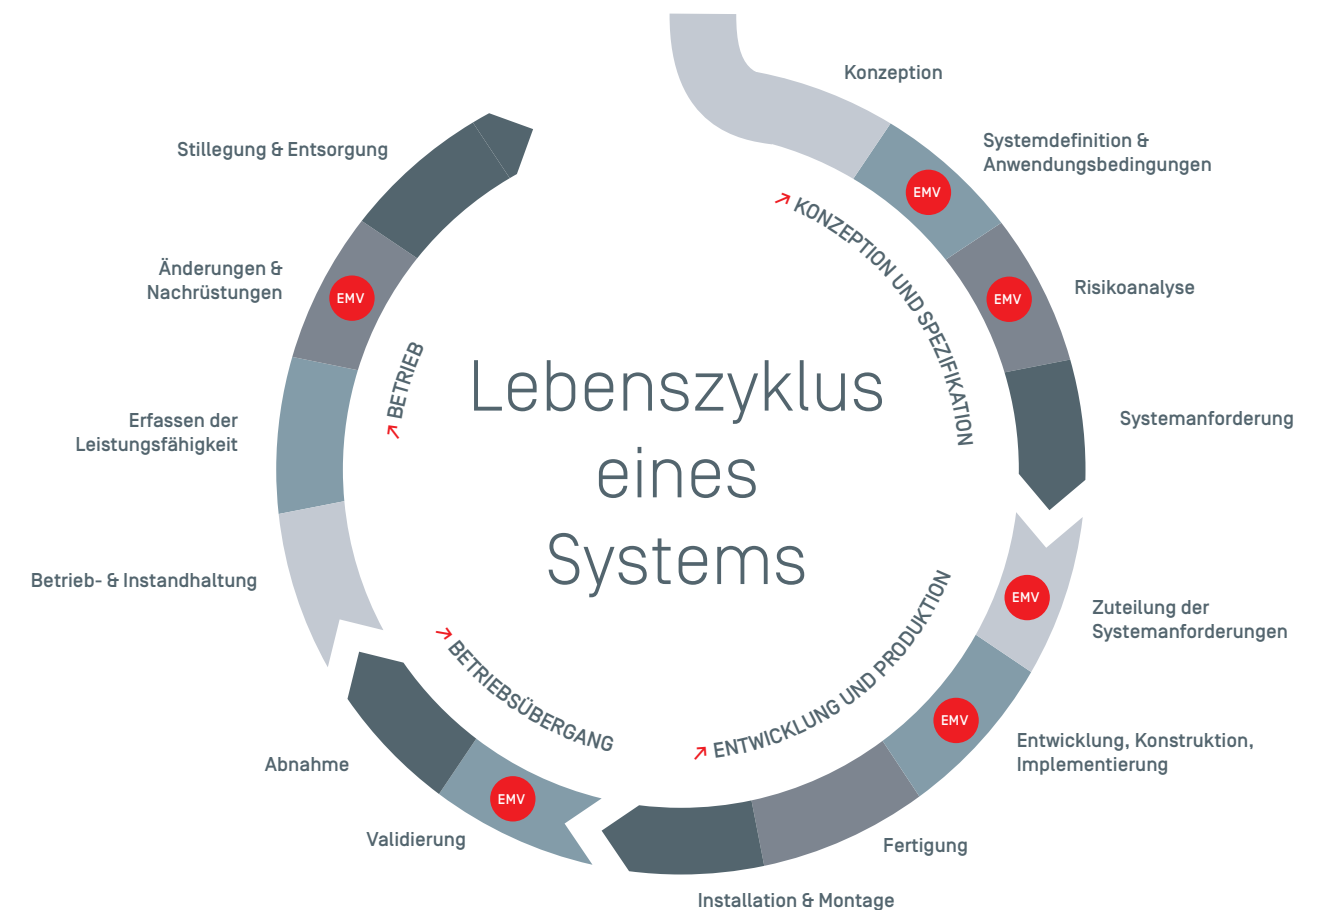 Konzeption
Systemdefinition &
Anwendungsbedingungen
EMV
Risikoanalyse
EMV
Systemanforderung
KONZEPTION UND SPEZIFIKATION
Zuteilung der
Systemanforderungen
EMV
Entwicklung, Konstruktion,
Implementierung
EMV
Fertigung
Installation & Montage
ENTWICKLUNG UND PRODUKTION
Validierung
EMV
Abnahme
BETRIEBSÜBERGANG
Betrieb- & Instandhaltung
Erfassen der
Leistungsfähigkeit
Änderungen &
Nachrüstungen
EMV
Stillegung & Entsorgung
BETRIEB
Lebenszyklus
eines
Systems